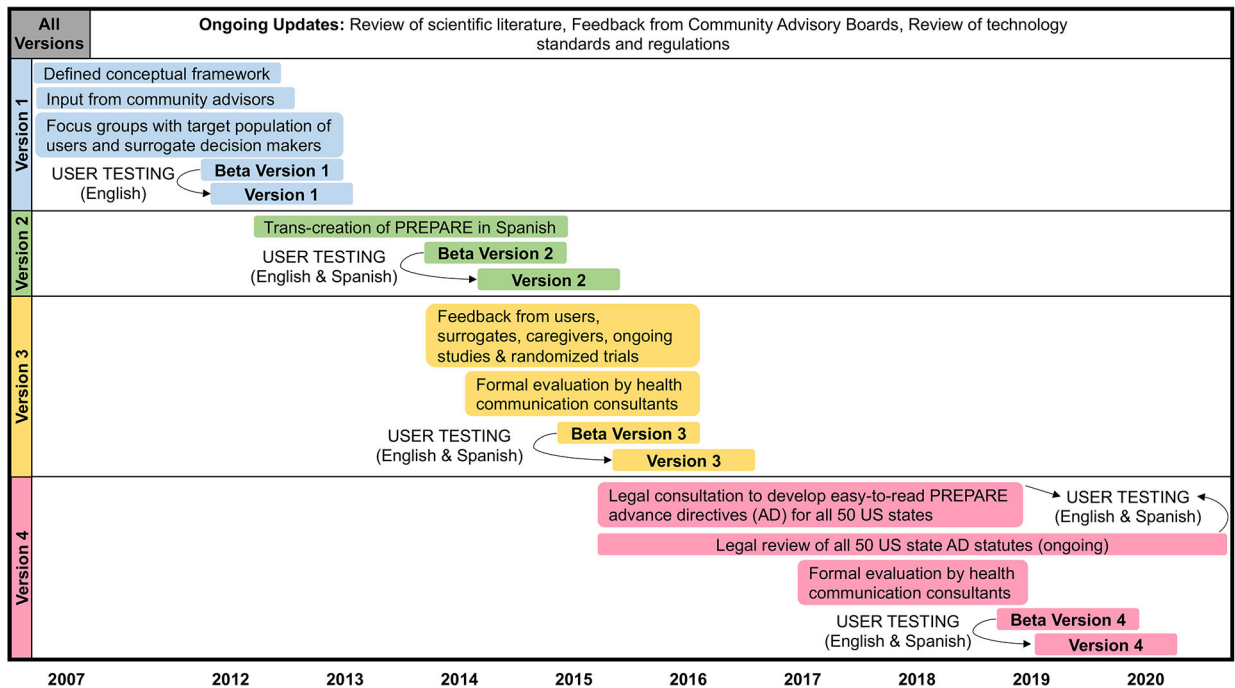 All
Versions
Ongoing Updates: Review of scientific literature, Feedback from Community Advisory Boards, Review of technology
standards and regulations
Version 1
Defined conceptual framework
Input from community advisors
Focus groups with target population of
users and surrogate decision makers
USER TESTING
(English)
Beta Version 1
Version 1
Version 2
Trans-creation of PREPARE in Spanish
USER TESTING
(English & Spanish)
Beta Version 2
Version 2
Version 3
Feedback from users,
surrogates, caregivers, ongoing
studies & randomized trials
Formal evaluation by health
communication consultants
USER TESTING
(English & Spanish)
Beta Version 3
Version 3
Version 4
Legal consultation to develop easy-to-read PREPARE
advance directives (AD) for all 50 US states
USER TESTING
(English & Spanish)
Legal review of all 50 US state AD statutes (ongoing)
Formal evaluation by health
communication consultants
USER TESTING
(English & Spanish)
Beta Version 4
Version 4
2007 2012 2013 2014 2015 2016 2017 2018 2019 2020